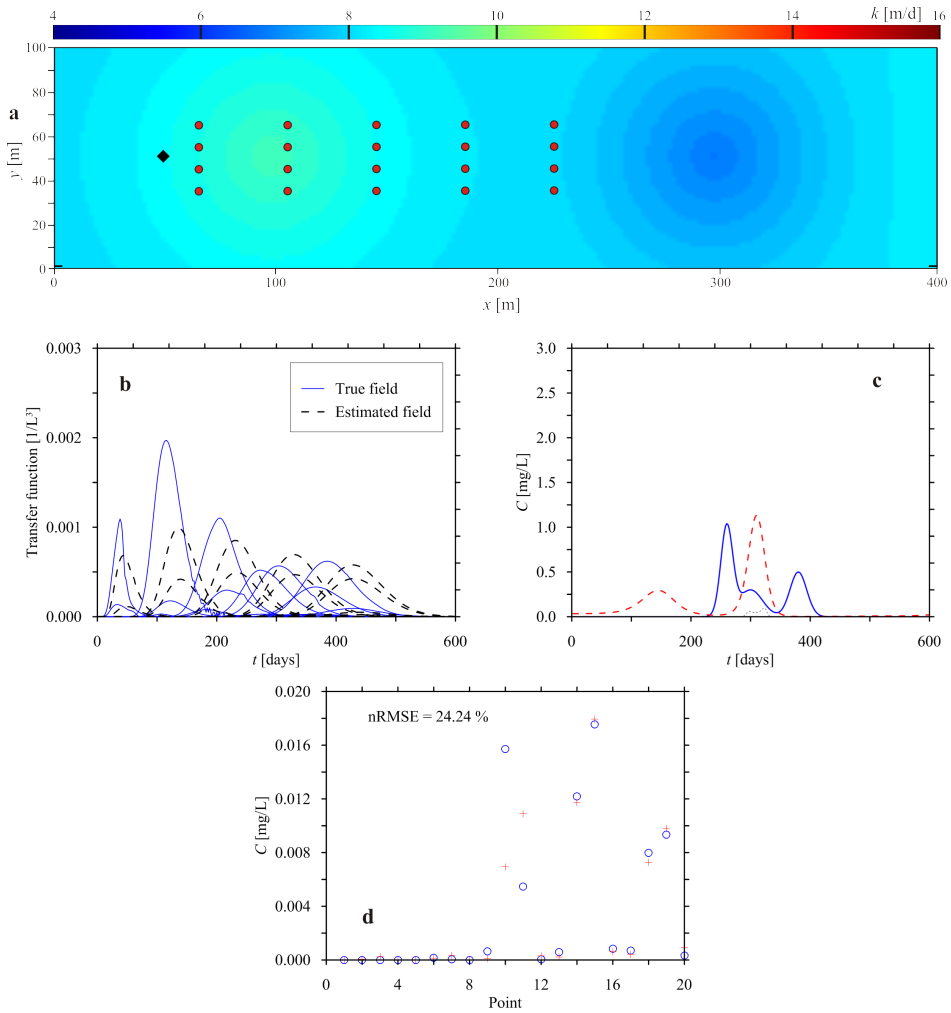 4 6 8 10 12 14 k [m/d] 16
a
y [m]
100
80
60
40
20
0
0 100 200 300 400
x [m]
b
Transfer function [1/L³]
0.003
0.002
0.001
0.000
True field
Estimated field
0 200 400 600
t [days]
c
C [mg/L]
3.0
2.5
2.0
1.5
1.0
0.5
0.0
0 200 400 600
t [days]
nRMSE = 24.24 %
d
C [mg/L]
0.020
0.016
0.012
0.008
0.004
0.000
0 4 8 12 16 20
Point